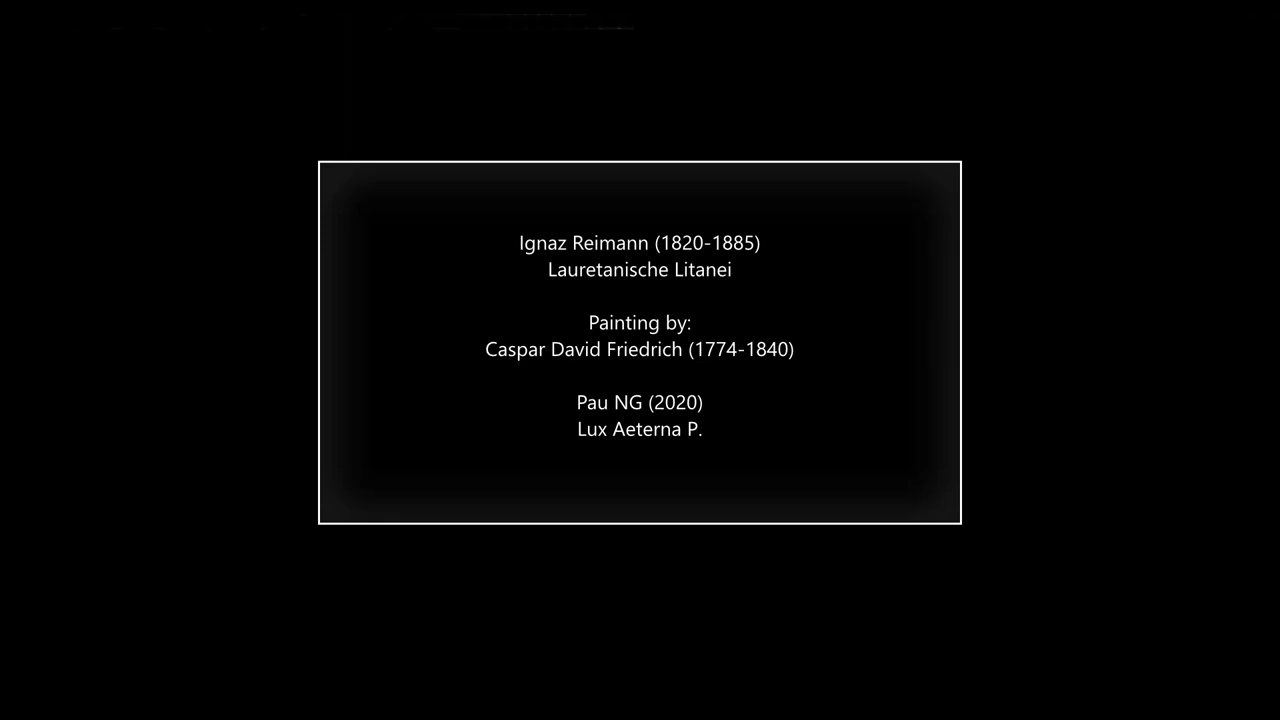 Ignaz Reimann (1820-1885)
Lauretanische Litanei
Painting by:
Caspar David Friedrich (1774-1840)
Pau NG (2020)
Lux Aeterna P.